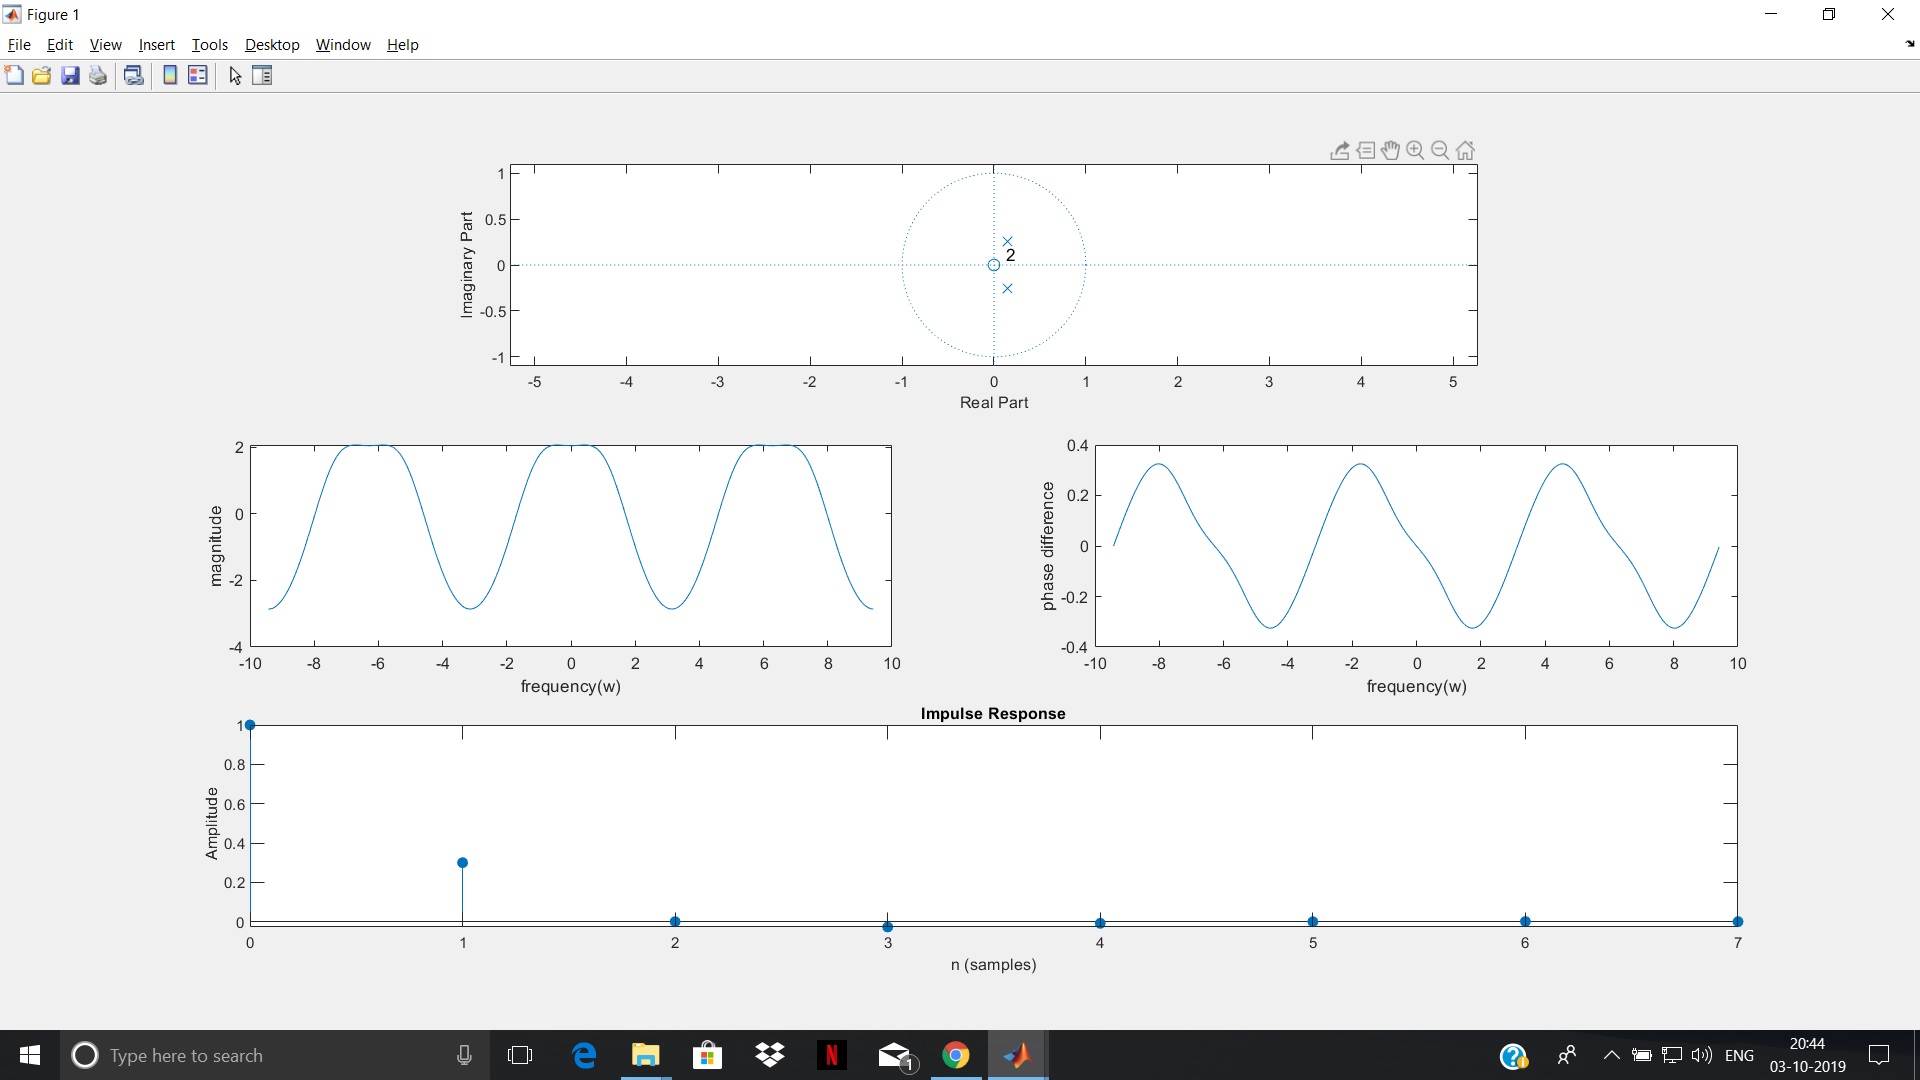 Figure 1
File Edit View Insert Tools Desktop Window Help
1
0.5
0
-0.5
-1
Imaginary Part
2
-5 -4 -3 -2 -1 0 1 2 3 4 5
Real Part
2
0
-2
-4
magnitude
-10 -8 -6 -4 -2 0 2 4 6 8 10
frequency(w)
0.4
0.2
0
-0.2
-0.4
phase difference
-10 -8 -6 -4 -2 0 2 4 6 8 10
frequency(w)
Impulse Response
1
0.8
0.6
0.4
0.2
0
Amplitude
0 1 2 3 4 5 6 7
n (samples)
Type here to search
N
1
ENG
20:44
03-10-2019